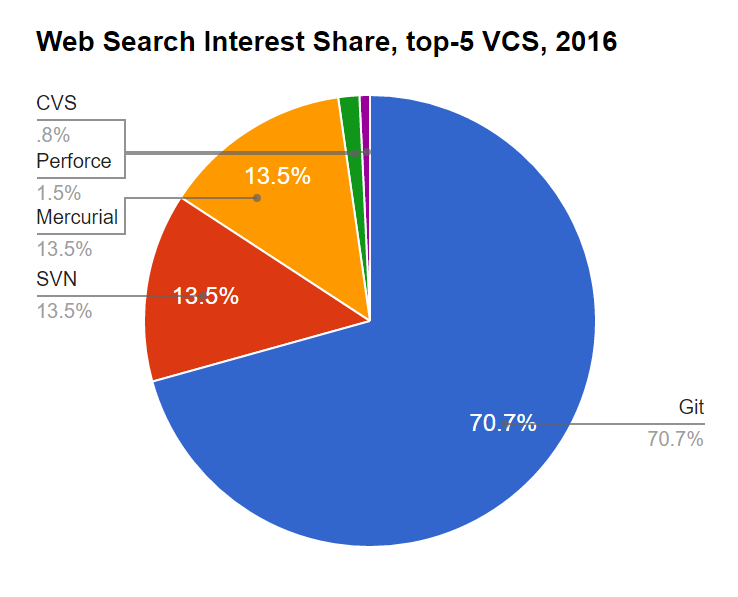 Web Search Interest Share, top-5 VCS, 2016
CVS
.8%
Perforce
1.5%
Mercurial
13.5%
SVN
13.5%
13.5%
13.5%
70.7%
Git
70.7%